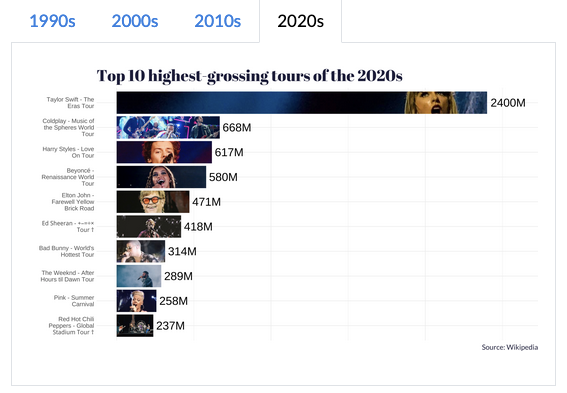 1990s 2000s 2010s 2020s
Top 10 highest-grossing tours of the 2020s
Taylor Swift - The
Eras Tour
2400M
Coldplay - Music of
the Spheres World
Tour
668M
Harry Styles - Love
On Tour
617M
Beyoncé -
Renaissance World
Tour
580M
Elton John -
Farewell Yellow
Brick Road
471M
Ed Sheeran - +–=÷×
Tour †
418M
Bad Bunny - World's
Hottest Tour
314M
The Weeknd - After
Hours til Dawn Tour
289M
Pink - Summer
Carnival
258M
Red Hot Chili
Peppers - Global
Stadium Tour †
237M
Source: Wikipedia